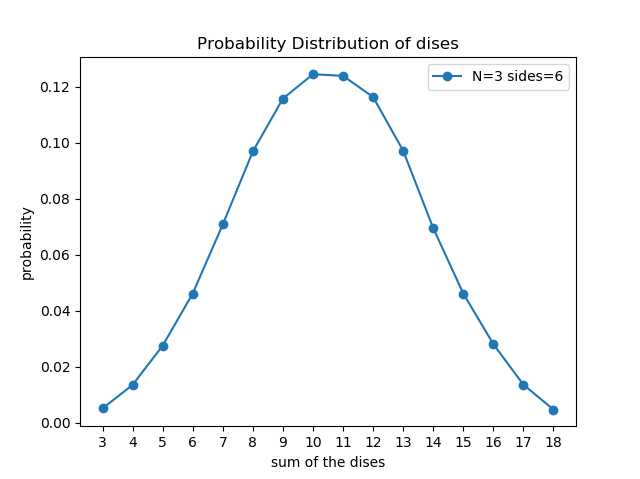 Probability Distribution of dises
N=3 sides=6
0.12
0.10
0.08
0.06
0.04
0.02
0.00
probability
3 4 5 6 7 8 9 10 11 12 13 14 15 16 17 18
sum of the dises